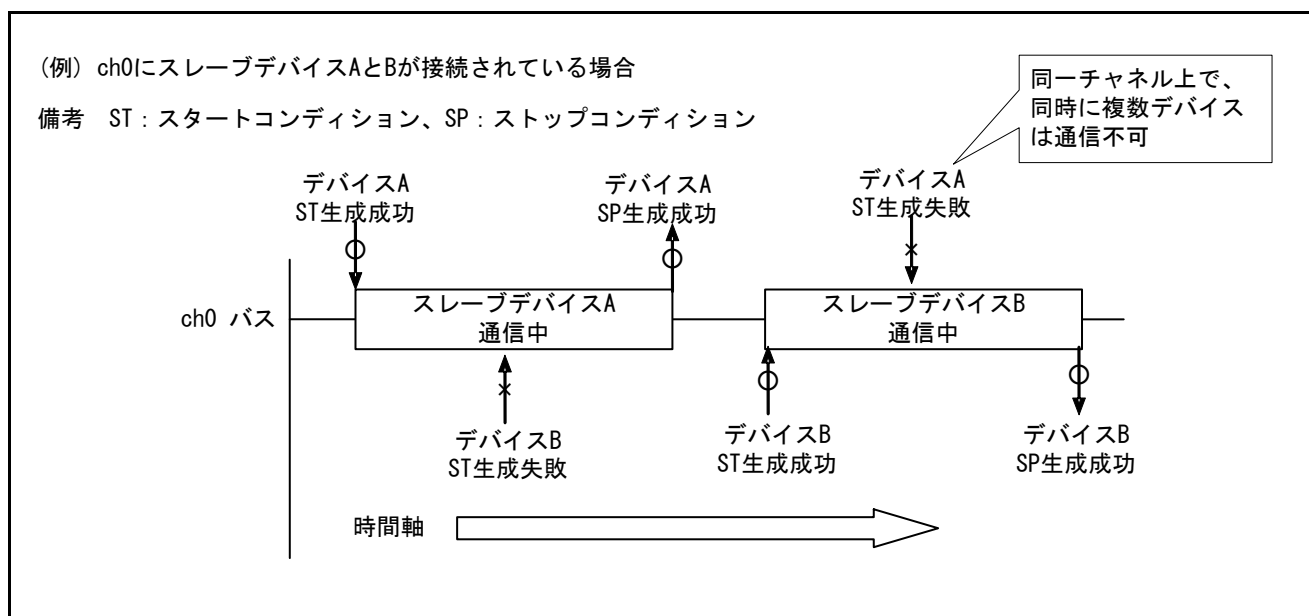 (例) ch0にスレーブデバイスAとBが接続されている場合
備考　ST：スタートコンディション、SP：ストップコンディション
同一チャネル上で、
同時に複数デバイス
は通信不可
デバイスA
ST生成成功
デバイスA
SP生成成功
デバイスA
ST生成失敗
ch0 バス
スレーブデバイスA
通信中
スレーブデバイスB
通信中
デバイスB
ST生成失敗
デバイスB
ST生成成功
デバイスB
SP生成成功
時間軸